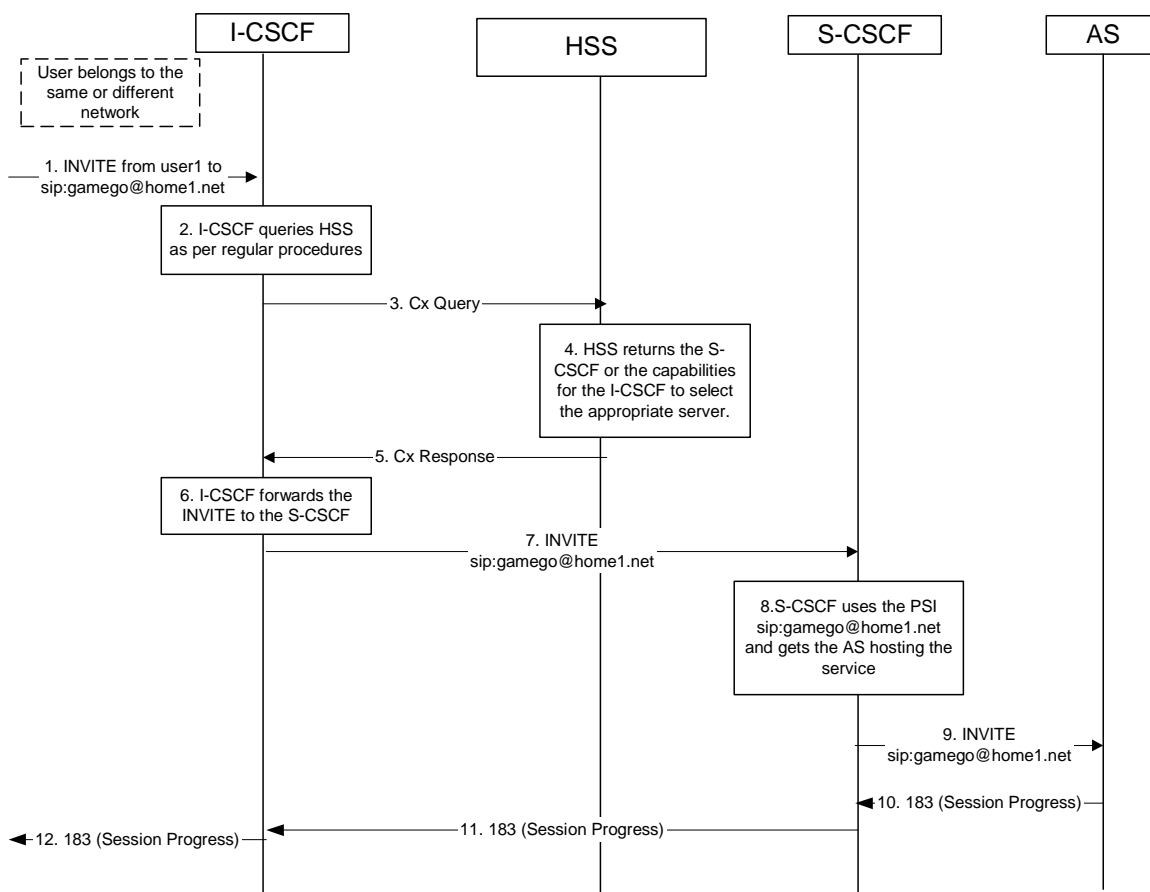 I-CSCF
HSS
S-CSCF
AS
User belongs to the
same or different
network
1. INVITE from user1 to
sip:gamego@home1.net
2. I-CSCF queries HSS
as per regular procedures
3. Cx Query
4. HSS returns the S-
CSCF or the capabilities
for the I-CSCF to select
the appropriate server.
5. Cx Response
6. I-CSCF forwards the
INVITE to the S-CSCF
7. INVITE
sip:gamego@home1.net
8.S-CSCF uses the PSI
sip:gamego@home1.net
and gets the AS hosting the
service
9. INVITE
sip:gamego@home1.net
10. 183 (Session Progress)
11. 183 (Session Progress)
12. 183 (Session Progress)